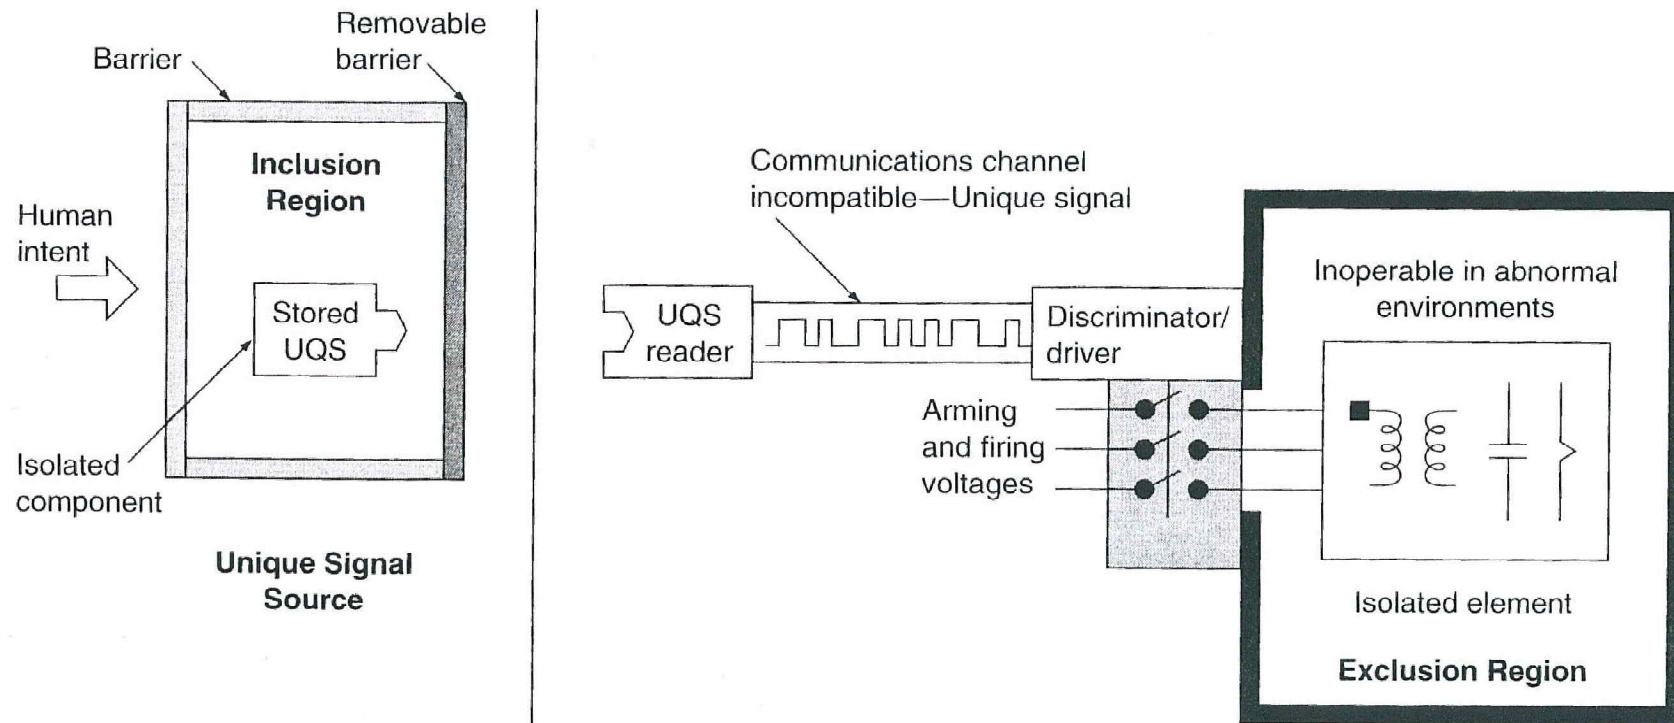 Removable
barrier
Barrier
Inclusion
Region
Human
intent
Stored
UQS
Isolated
component
Unique Signal
Source
Communications channel
incompatible—Unique signal
UQS
reader
Discriminator/
driver
Arming
and firing
voltages
Inoperable in abnormal
environments
Isolated element
Exclusion Region